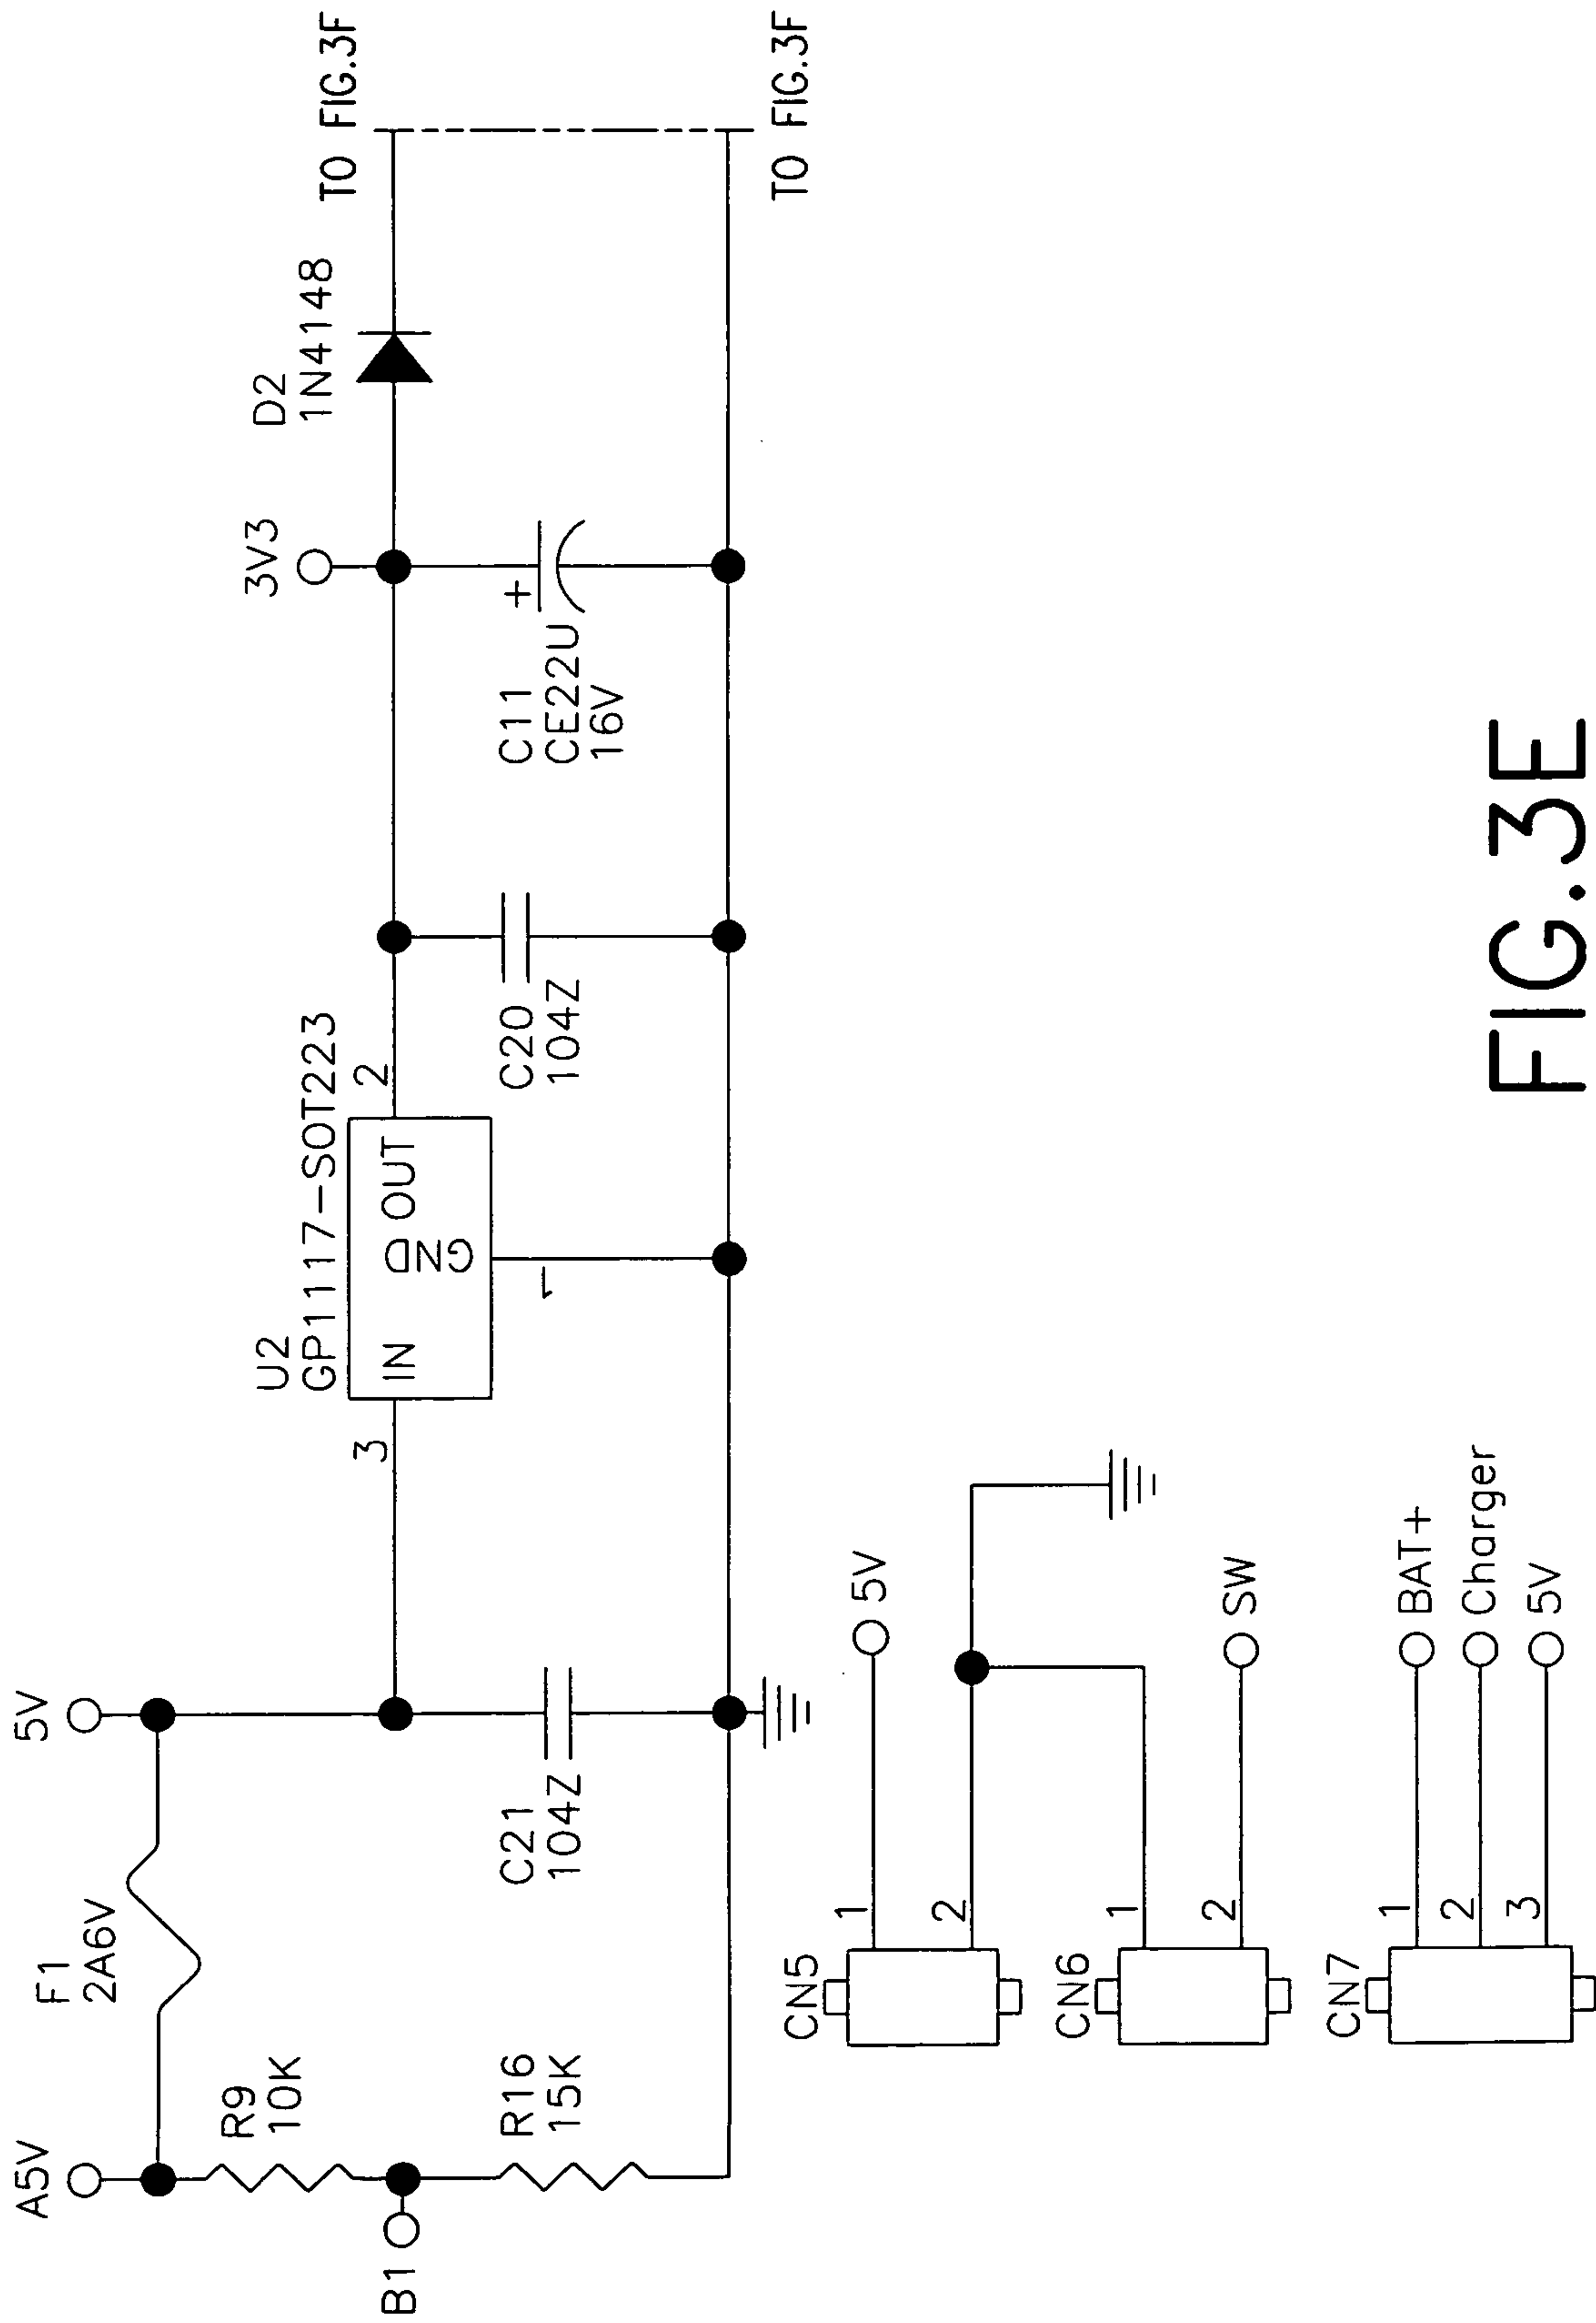 A5V
F1
2A6V
5V
R9
10K
B1
R16
15K
C21
104Z
U2
GP1117-SOT223
3
IN
GND
OUT
2
1
C20
104Z
3V3
C11
CE22U
16V
+
D2
1N4148
TO FIG.3F
TO FIG.3F
CN5
1
5V
2
CN6
1
2
SW
CN7
1
BAT+
2
Charger
3
5V
FIG.3E